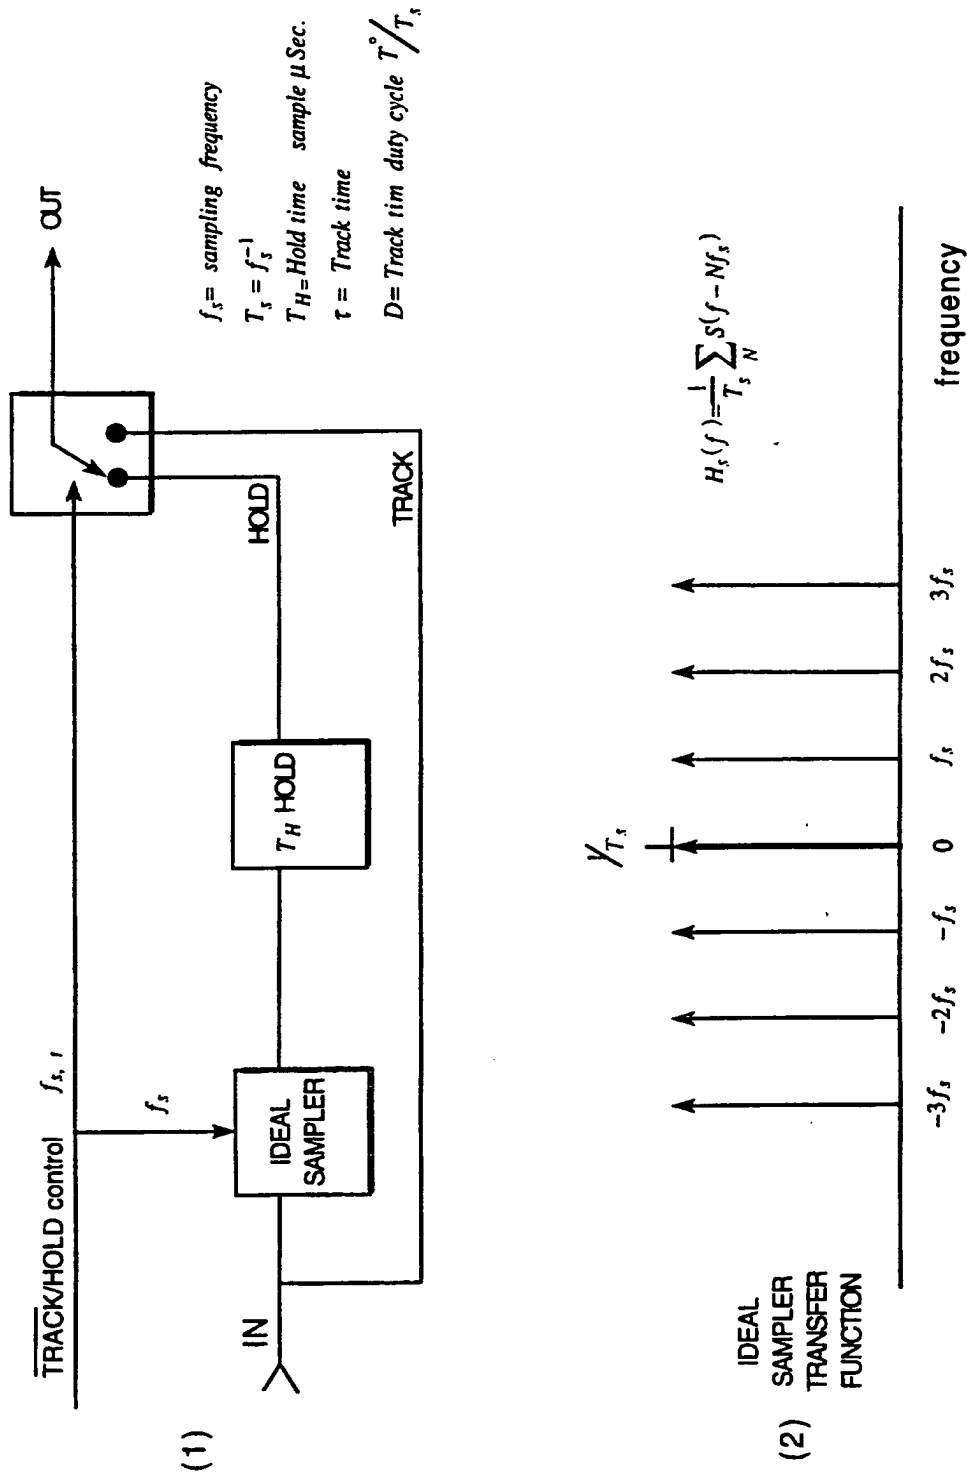 (1)
TRACK/HOLD control
f_s, τ
f_s
IN
IDEAL
SAMPLER
T_H HOLD
HOLD
TRACK
OUT
f_s = sampling frequency
T_s = f_s^-1
T_H = Hold time sample μSec.
τ = Track time
D = Track tim duty cycle T°/T_s
(2)
IDEAL
SAMPLER
TRANSFER
FUNCTION
1/T_s
H_s(f) = 1/T_s ∑_N S(f−Nf_s)
−3f_s −2f_s −f_s 0 f_s 2f_s 3f_s
frequency